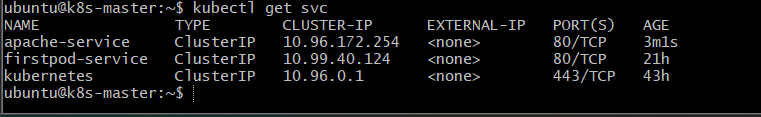 ubuntu@k8s-master:~$ kubectl get svc
NAME               TYPE        CLUSTER-IP      EXTERNAL-IP   PORT(S)   AGE
apache-service     ClusterIP   10.96.172.254   <none>        80/TCP    3m1s
firstpod-service   ClusterIP   10.99.40.124    <none>        80/TCP    21h
kubernetes         ClusterIP   10.96.0.1       <none>        443/TCP   43h
ubuntu@k8s-master:~$